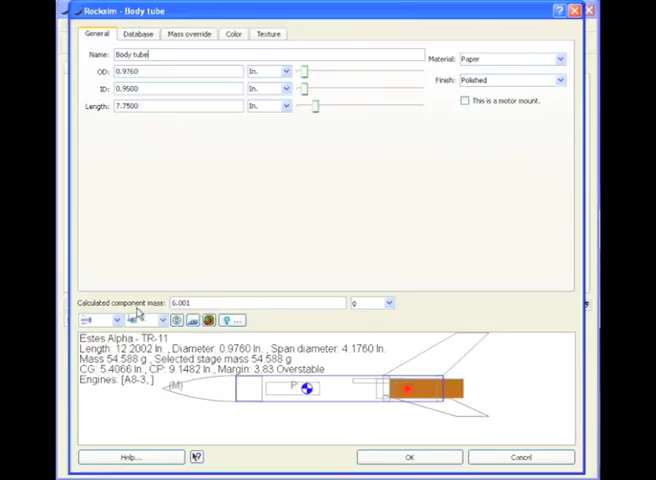 Rocksim - Body tube
General Database Mass override Color Texture
Name: Body tube
OD: 0.9760 In.
ID: 0.9500 In.
Length: 7.7500 In.
Material: Paper
Finish: Polished
This is a motor mount.
Calculated component mass: 6.001 g
...
Estes Alpha - TR-11
Length: 12.2002 In. , Diameter: 0.9760 In. , Span diameter: 4.1760 In.
Mass 54.588 g , Selected stage mass 54.588 g
CG: 5.4066 In., CP: 9.1482 In., Margin: 3.83 Overstable
Engines: [A8-3, ]
(M) P
Help... OK Cancel